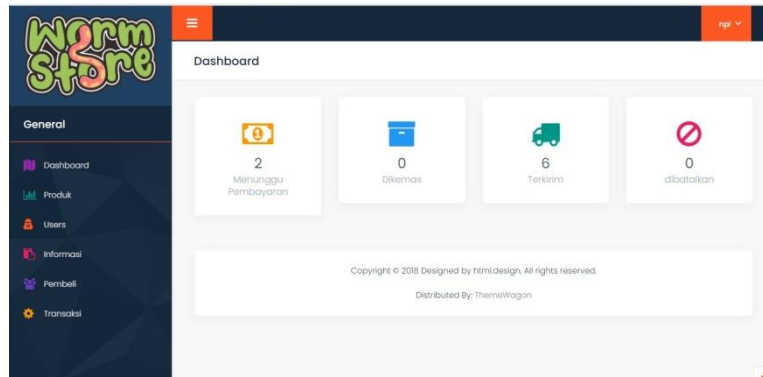 Worm
Store
npl
Dashboard
General
Dashboard
Produk
Users
Informasi
Pembeli
Transaksi
2
Menunggu
Pembayaran
0
Dikemas
6
Terkirim
0
dibatalkan
Copyright © 2018 Designed by html.design. All rights reserved.
Distributed By: ThemeWagon